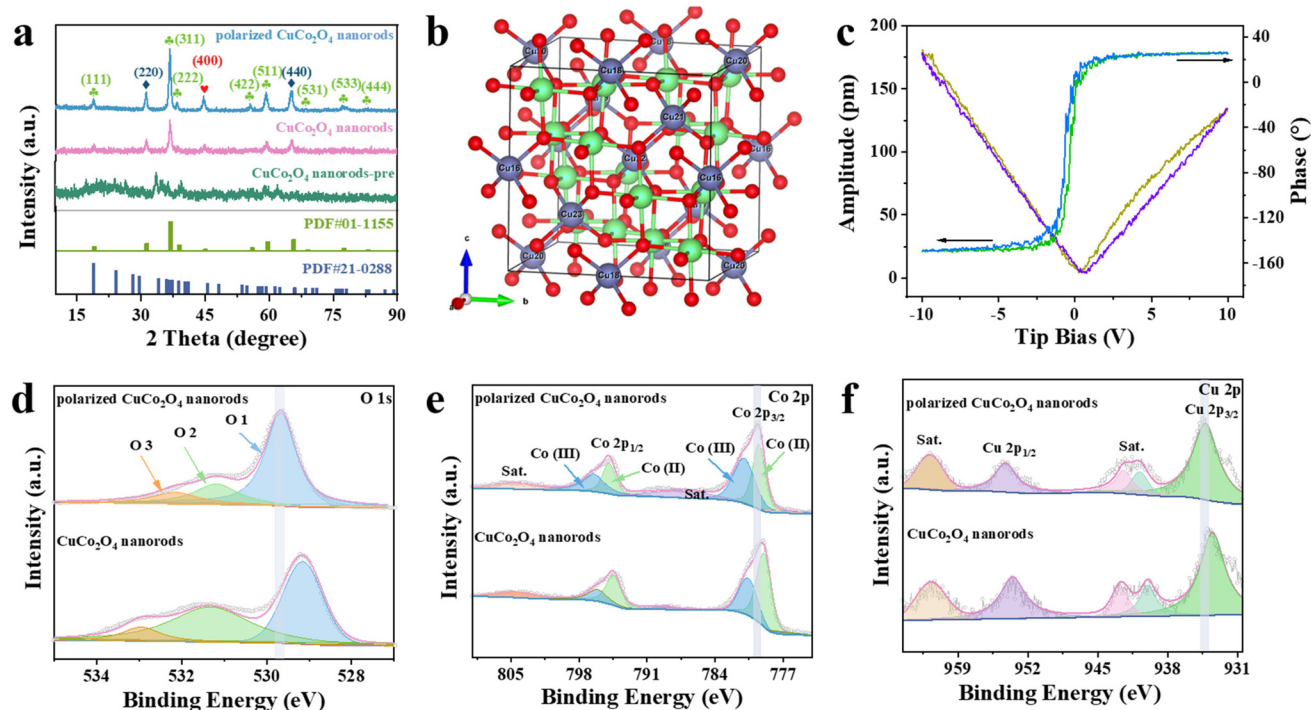 a
polarized CuCo₂O₄ nanorods
(111)
(220)
(311)
(222)
(400)
(422)
(511)
(440)
(531)
(533)
(444)
CuCo₂O₄ nanorods
CuCo₂O₄ nanorods-pre
PDF#01-1155
PDF#21-0288
Intensity (a.u.)
15 30 45 60 75 90
2 Theta (degree)
b
Cu18
Cu20
Cu21
Cu16
Cu16
Cu16
Cu23
Cu20
Cu18
Cu20
c
b
a
c
Amplitude (pm)
200
175
150
125
100
75
50
25
0
Phase (°)
40
0
-40
-80
-120
-160
-10 -5 0 5 10
Tip Bias (V)
d
polarized CuCo₂O₄ nanorods
O 1s
O 3
O 2
O 1
CuCo₂O₄ nanorods
Intensity (a.u.)
534 532 530 528
Binding Energy (eV)
e
polarized CuCo₂O₄ nanorods
Co 2p
Co 2p₃/₂
Co 2p₁/₂
Co (III)
Co (III)
Co (II)
Co (II)
Sat.
Sat.
CuCo₂O₄ nanorods
Intensity (a.u.)
805 798 791 784 777
Binding Energy (eV)
f
Cu 2p
polarized CuCo₂O₄ nanorods
Cu 2p₃/₂
Sat.
Cu 2p₁/₂
Sat.
CuCo₂O₄ nanorods
Intensity (a.u.)
959 952 945 938 931
Binding Energy (eV)